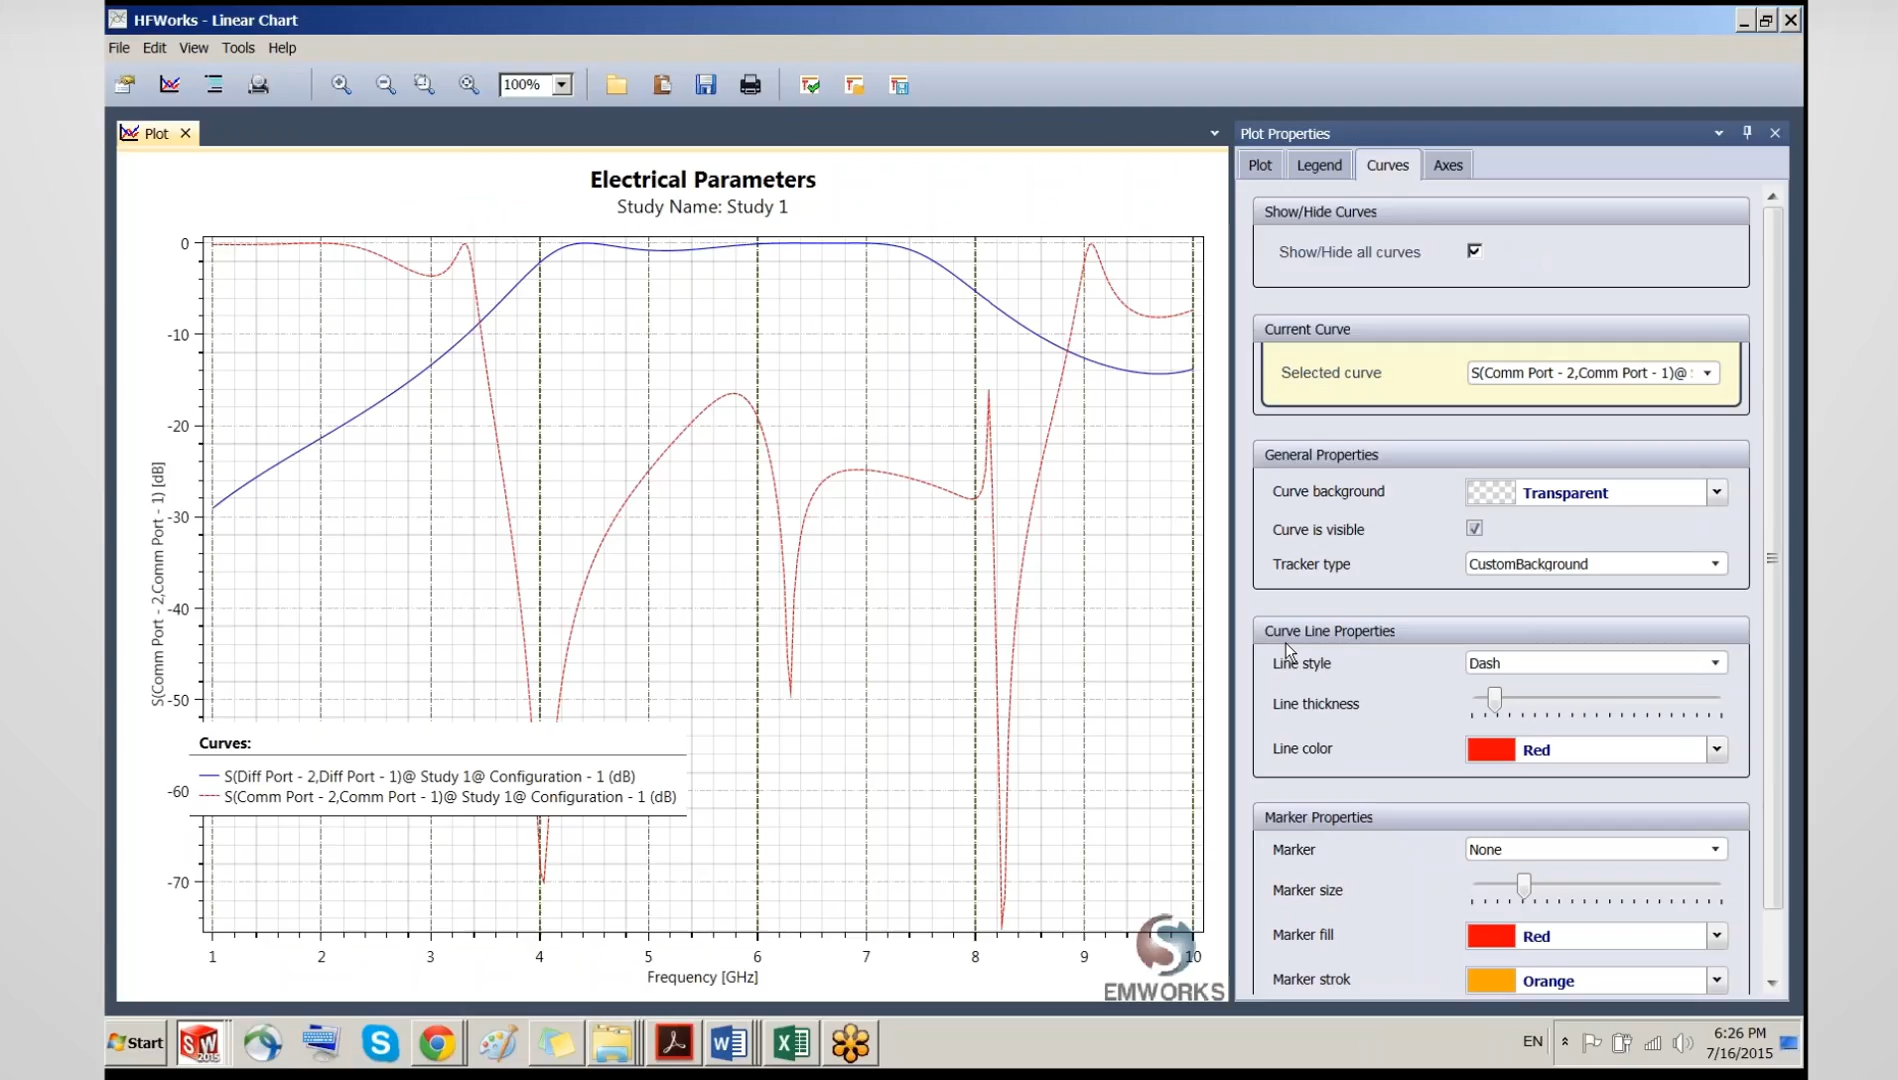 HFWorks - Linear Chart
File Edit View Tools Help
100%
Plot
Plot Properties
Plot Legend Curves Axes
Electrical Parameters
Study Name: Study 1
S(Comm Port - 2,Comm Port - 1) [dB]
0
-10
-20
-30
-40
-50
-60
-70
Curves:
S(Diff Port - 2,Diff Port - 1)@ Study 1@ Configuration - 1 (dB)
S(Comm Port - 2,Comm Port - 1)@ Study 1@ Configuration - 1 (dB)
1 2 3 4 5 6 7 8 9 10
Frequency [GHz]
EMWORKS
Show/Hide Curves
Show/Hide all curves
Current Curve
Selected curve S(Comm Port - 2,Comm Port - 1)@
General Properties
Curve background Transparent
Curve is visible
Tracker type CustomBackground
Curve Line Properties
Line style Dash
Line thickness
Line color Red
Marker Properties
Marker None
Marker size
Marker fill Red
Marker strok Orange
Start
SW
2015
EN
6:26 PM
7/16/2015